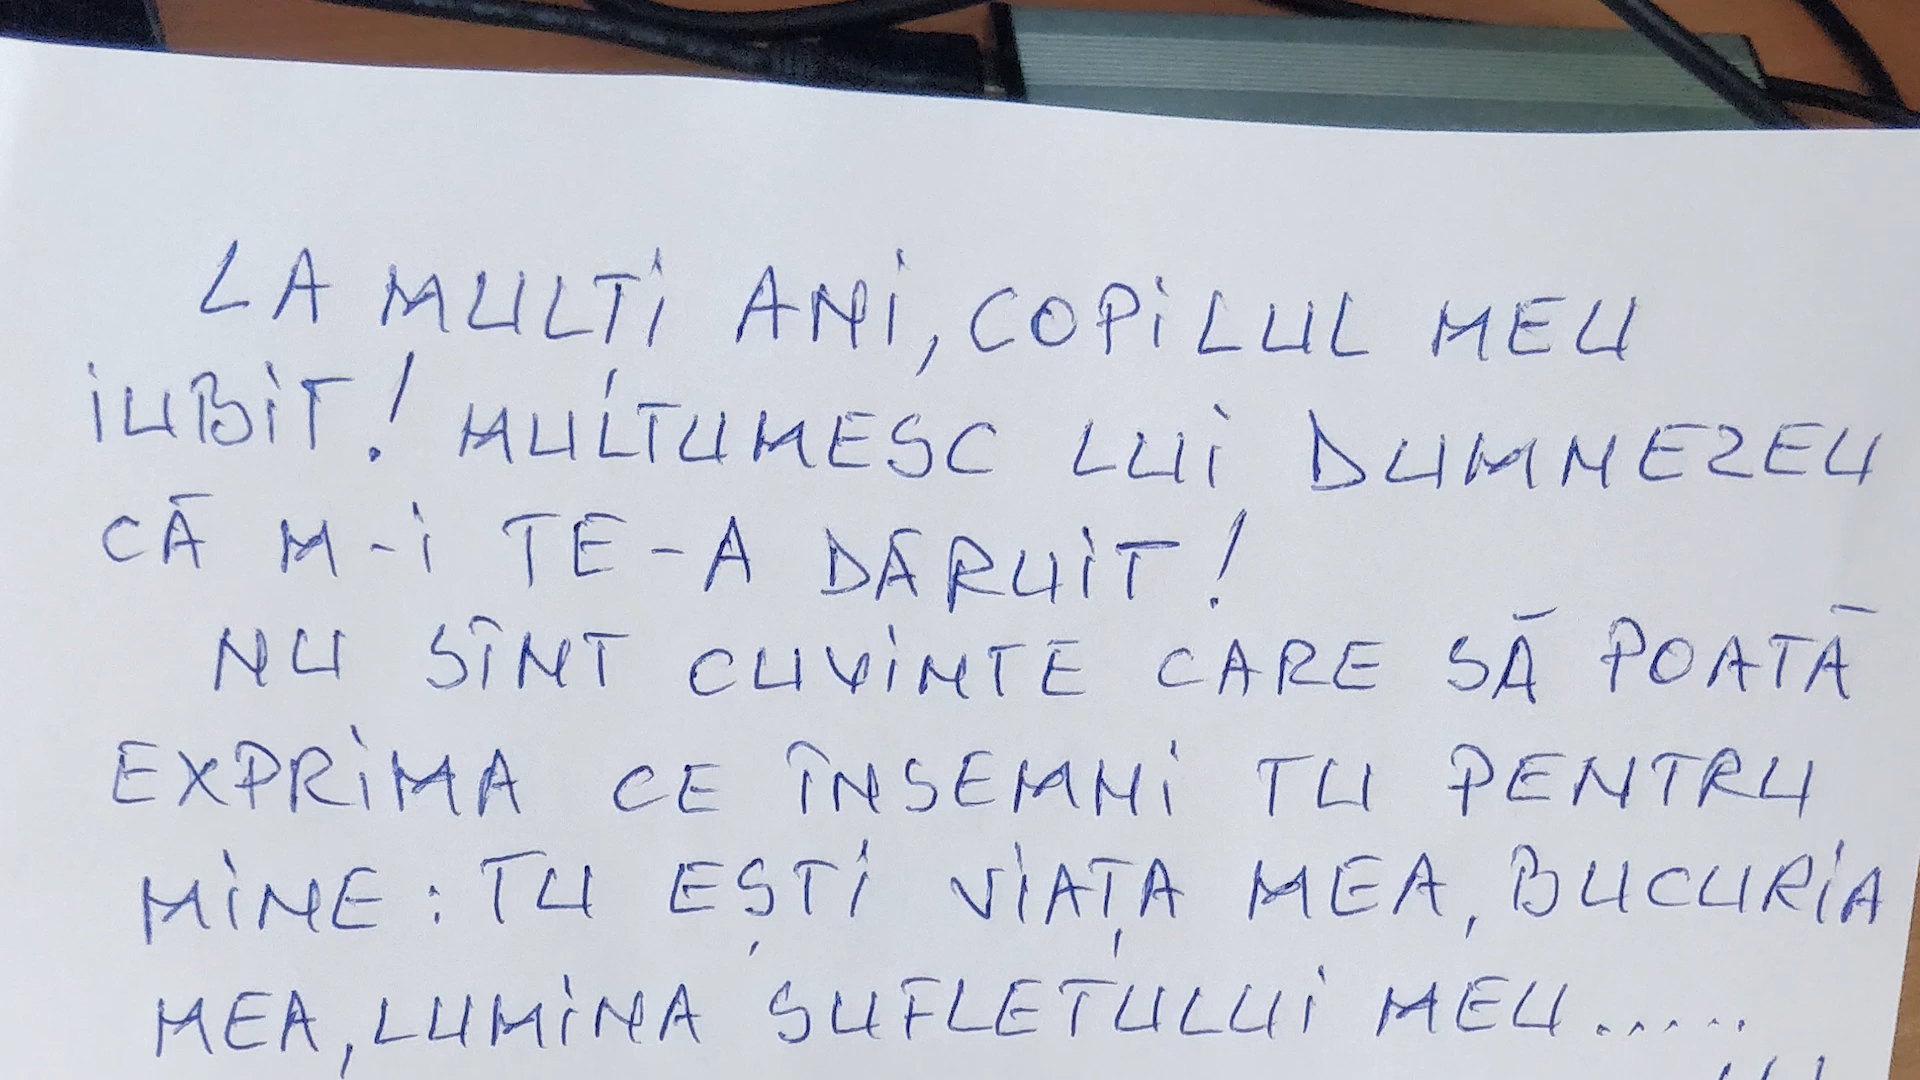 LA MULTi ANi, COPiLUL MEU
iUBiT! MULTUMESC LUi DUMNEZEU
CĂ M-i TE-A DĂRUiT!
NU SÎNT CUViNTE CARE SĂ POATĂ
EXPRiMA CE ÎNSEMNi TU PENTRU
MiNE: TU EȘTi ViAȚA MEA, BUCURiA
MEA, LUMiNA SUFLETULUi MEU.....